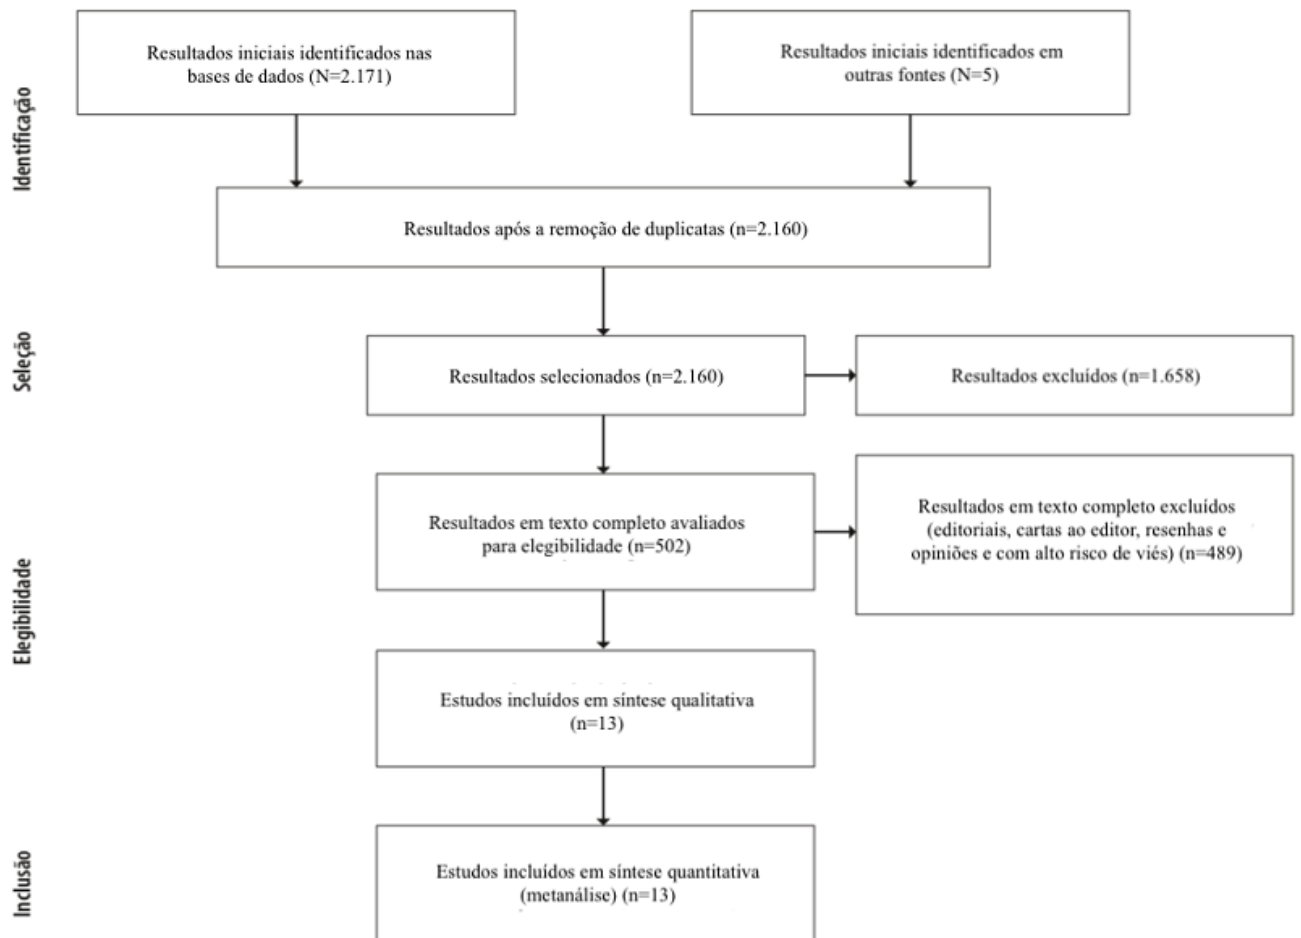 Identificação
Resultados iniciais identificados nas
bases de dados (N=2.171)
Resultados iniciais identificados em
outras fontes (N=5)
Resultados após a remoção de duplicatas (n=2.160)
Seleção
Resultados selecionados (n=2.160)
Resultados excluídos (n=1.658)
Elegibilidade
Resultados em texto completo avaliados
para elegibilidade (n=502)
Resultados em texto completo excluídos
(editoriais, cartas ao editor, resenhas e
opiniões e com alto risco de viés) (n=489)
Estudos incluídos em síntese qualitativa
(n=13)
Inclusão
Estudos incluídos em síntese quantitativa
(metanálise) (n=13)